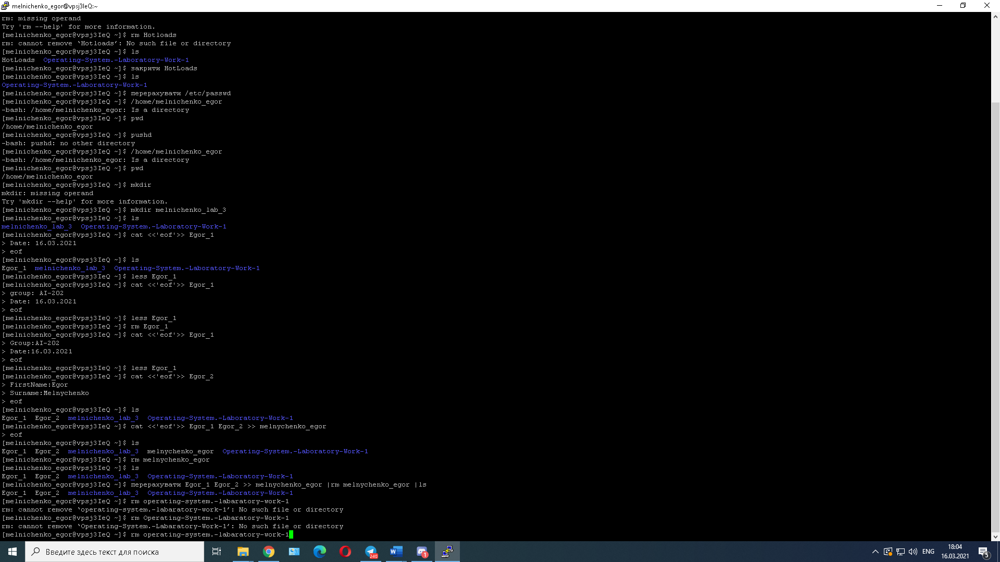 melnichenko_egor@vpsj3IeQ:~
rm: missing operand
Try 'rm --help' for more information.
[melnichenko_egor@vpsj3IeQ ~]$ rm Hotloads
rm: cannot remove ‘Hotloads’: No such file or directory
[melnichenko_egor@vpsj3IeQ ~]$ ls
HotLoads  Operating-System.-Laboratory-Work-1
[melnichenko_egor@vpsj3IeQ ~]$ закрити HotLoads
[melnichenko_egor@vpsj3IeQ ~]$ ls
Operating-System.-Laboratory-Work-1
[melnichenko_egor@vpsj3IeQ ~]$ перерахувати /etc/passwd
[melnichenko_egor@vpsj3IeQ ~]$ /home/melnichenko_egor
-bash: /home/melnichenko_egor: Is a directory
[melnichenko_egor@vpsj3IeQ ~]$ pwd
/home/melnichenko_egor
[melnichenko_egor@vpsj3IeQ ~]$ pushd
-bash: pushd: no other directory
[melnichenko_egor@vpsj3IeQ ~]$ /home/melnichenko_egor
-bash: /home/melnichenko_egor: Is a directory
[melnichenko_egor@vpsj3IeQ ~]$ pwd
/home/melnichenko_egor
[melnichenko_egor@vpsj3IeQ ~]$ mkdir
mkdir: missing operand
Try 'mkdir --help' for more information.
[melnichenko_egor@vpsj3IeQ ~]$ mkdir melnichenko_lab_3
[melnichenko_egor@vpsj3IeQ ~]$ ls
melnichenko_lab_3  Operating-System.-Laboratory-Work-1
[melnichenko_egor@vpsj3IeQ ~]$ cat <<'eof'>> Egor_1
> Date: 16.03.2021
> eof
[melnichenko_egor@vpsj3IeQ ~]$ ls
Egor_1  melnichenko_lab_3  Operating-System.-Laboratory-Work-1
[melnichenko_egor@vpsj3IeQ ~]$ less Egor_1
[melnichenko_egor@vpsj3IeQ ~]$ cat <<'eof'>> Egor_1
> group: AI-202
> Date: 16.03.2021
> eof
[melnichenko_egor@vpsj3IeQ ~]$ less Egor_1
[melnichenko_egor@vpsj3IeQ ~]$ rm Egor_1
[melnichenko_egor@vpsj3IeQ ~]$ cat <<'eof'>> Egor_1
> Group:AI-202
> Date:16.03.2021
> eof
[melnichenko_egor@vpsj3IeQ ~]$ less Egor_1
[melnichenko_egor@vpsj3IeQ ~]$ cat <<'eof'>> Egor_2
> FirstName:Egor
> Surname:Melnychenko
> eof
[melnichenko_egor@vpsj3IeQ ~]$ ls
Egor_1  Egor_2  melnichenko_lab_3  Operating-System.-Laboratory-Work-1
[melnichenko_egor@vpsj3IeQ ~]$ cat <<'eof'>> Egor_1 Egor_2 >> melnychenko_egor
> eof
[melnichenko_egor@vpsj3IeQ ~]$ ls
Egor_1  Egor_2  melnichenko_lab_3  melnychenko_egor  Operating-System.-Laboratory-Work-1
[melnichenko_egor@vpsj3IeQ ~]$ rm melnychenko_egor
[melnichenko_egor@vpsj3IeQ ~]$ ls
Egor_1  Egor_2  melnichenko_lab_3  Operating-System.-Laboratory-Work-1
[melnichenko_egor@vpsj3IeQ ~]$ перерахувати Egor_1 Egor_2 >> melnychenko_egor |rm melnychenko_egor |ls
Egor_1  Egor_2  melnichenko_lab_3  Operating-System.-Laboratory-Work-1
[melnichenko_egor@vpsj3IeQ ~]$ rm operating-system.-labaratory-work-1
rm: cannot remove ‘operating-system.-labaratory-work-1’: No such file or directory
[melnichenko_egor@vpsj3IeQ ~]$ rm Operating-System.-Labaratory-Work-1
rm: cannot remove ‘Operating-System.-Labaratory-Work-1’: No such file or directory
[melnichenko_egor@vpsj3IeQ ~]$ rm operating-system.-labaratory-work-1
Введите здесь текст для поиска
240
1
ENG
18:04
16.03.2021
5